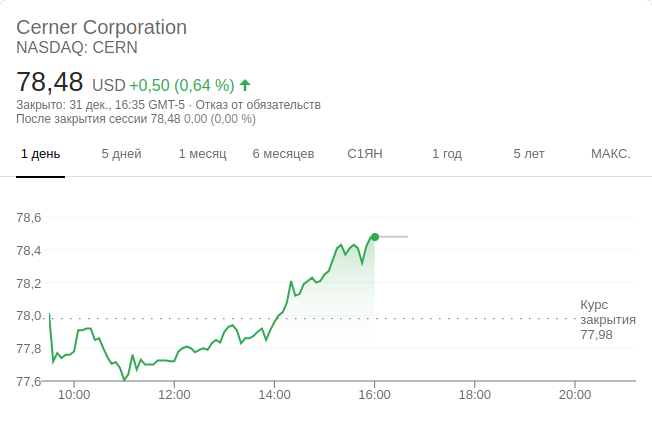 Cerner Corporation
NASDAQ: CERN
78,48 USD +0,50 (0,64 %)
Закрыто: 31 дек., 16:35 GMT-5 · Отказ от обязательств
После закрытия сессии 78,48 0,00 (0,00 %)
1 день 5 дней 1 месяц 6 месяцев С1ЯН 1 год 5 лет МАКС.
78,6
78,4
78,2
78,0
77,8
77,6
Курс
закрытия
77,98
10:00 12:00 14:00 16:00 18:00 20:00